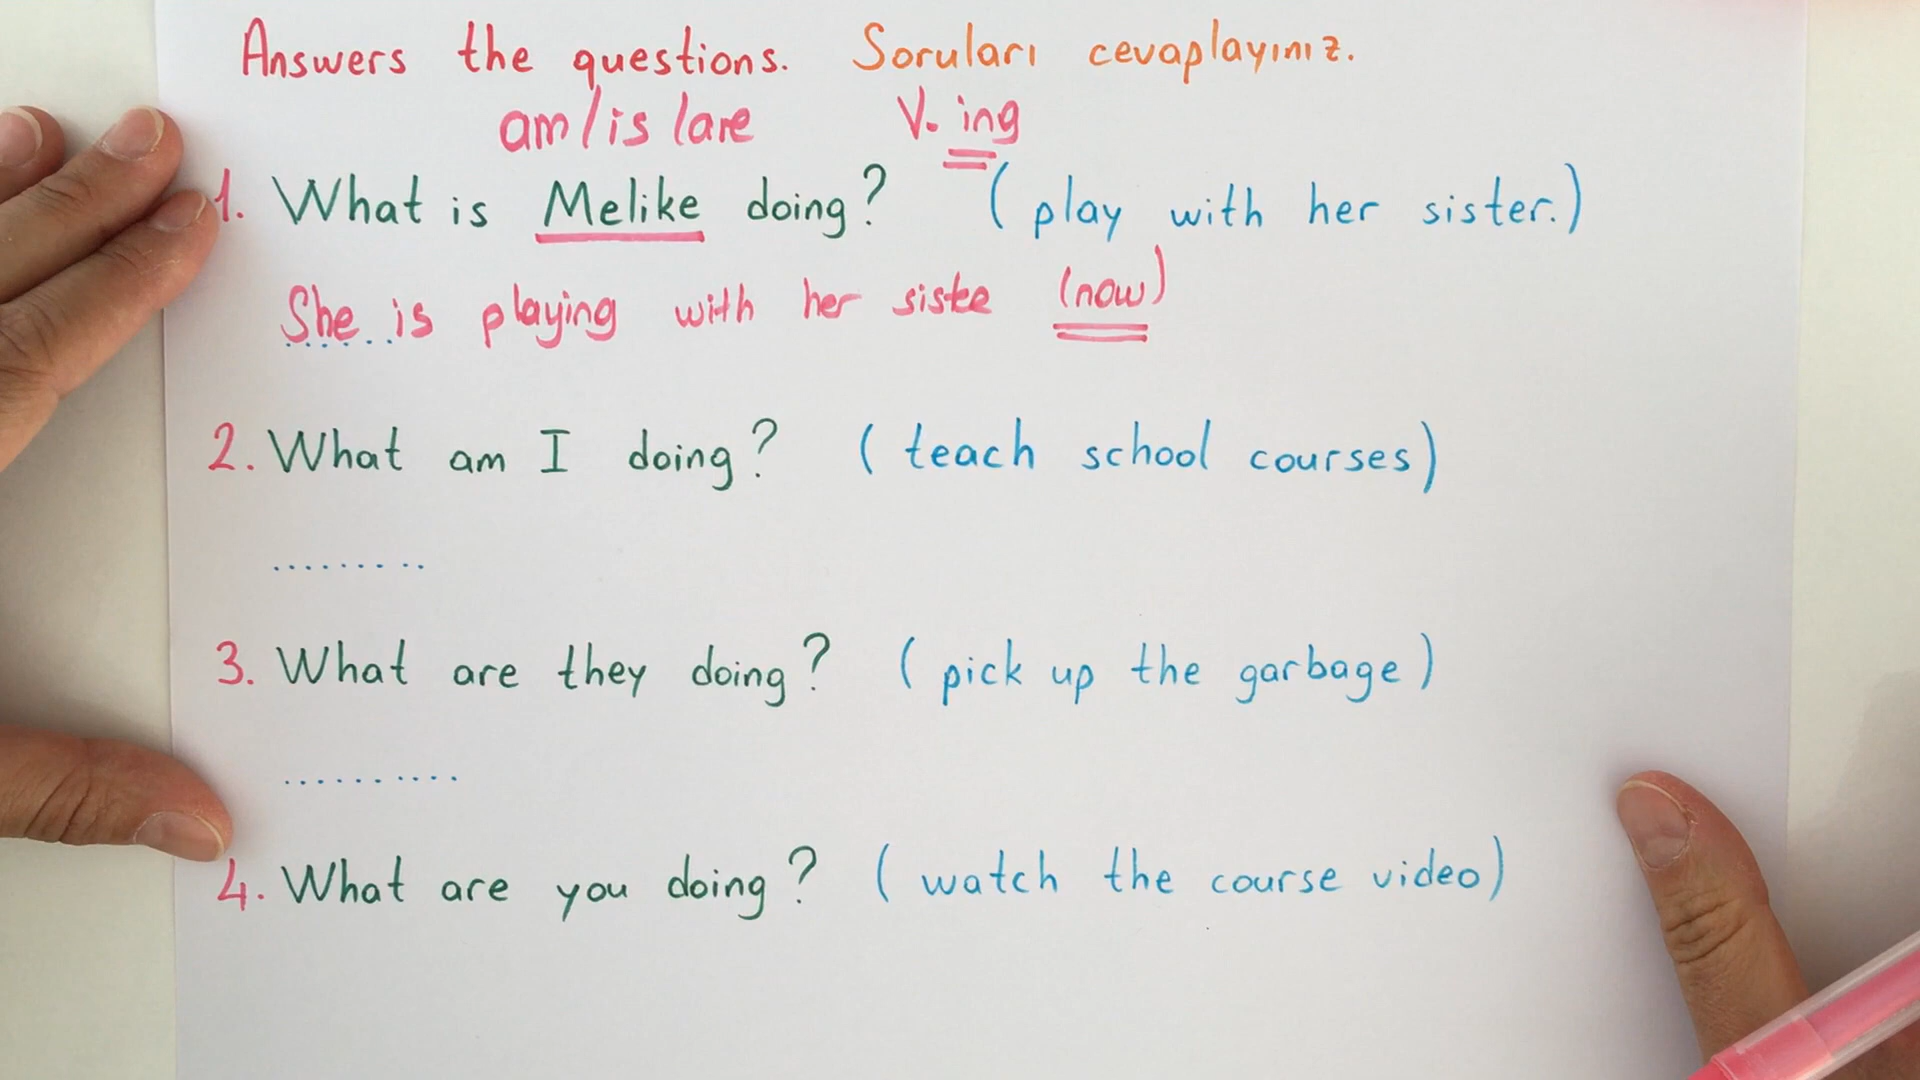 Answers the questions. Soruları cevaplayınız.
am/is/are V. ing
1. What is Melike doing? (play with her sister.)
She is playing with her siste (now)
2. What am I doing? (teach school courses)
..........
3. What are they doing? (pick up the garbage)
..........
4. What are you doing? (watch the course video)